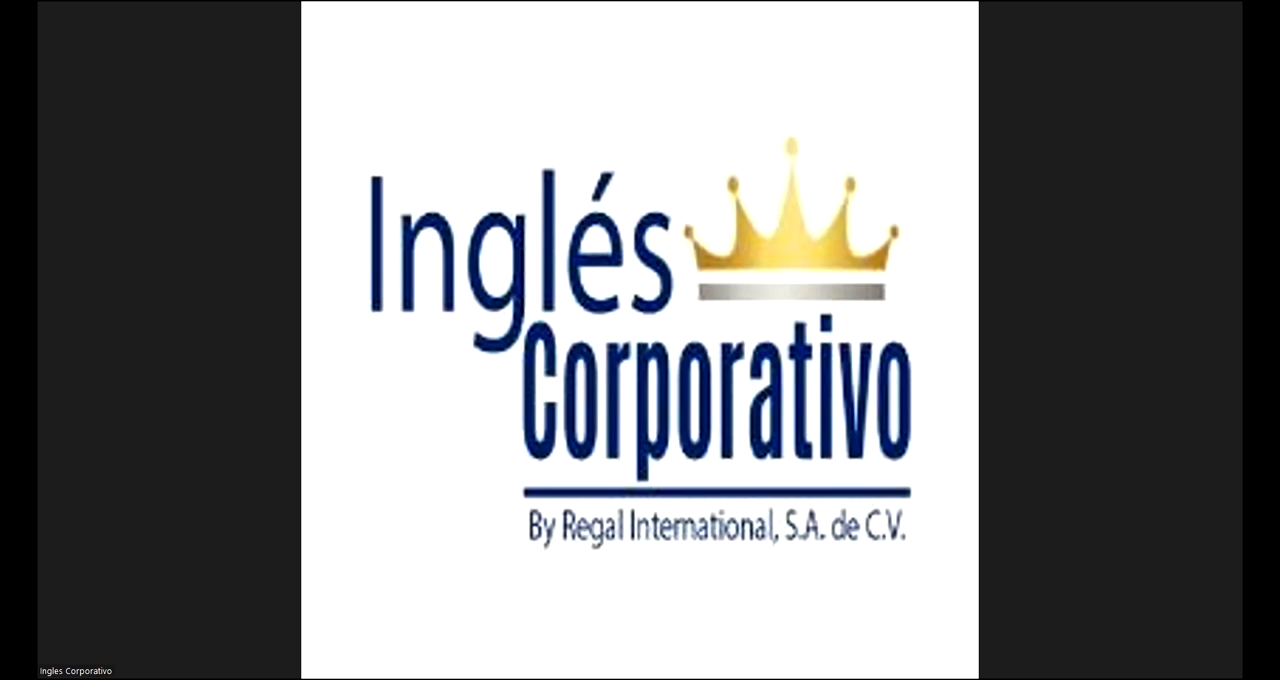 Inglés
Corporativo
By Regal International, S.A. de C.V.
Ingles Corporativo